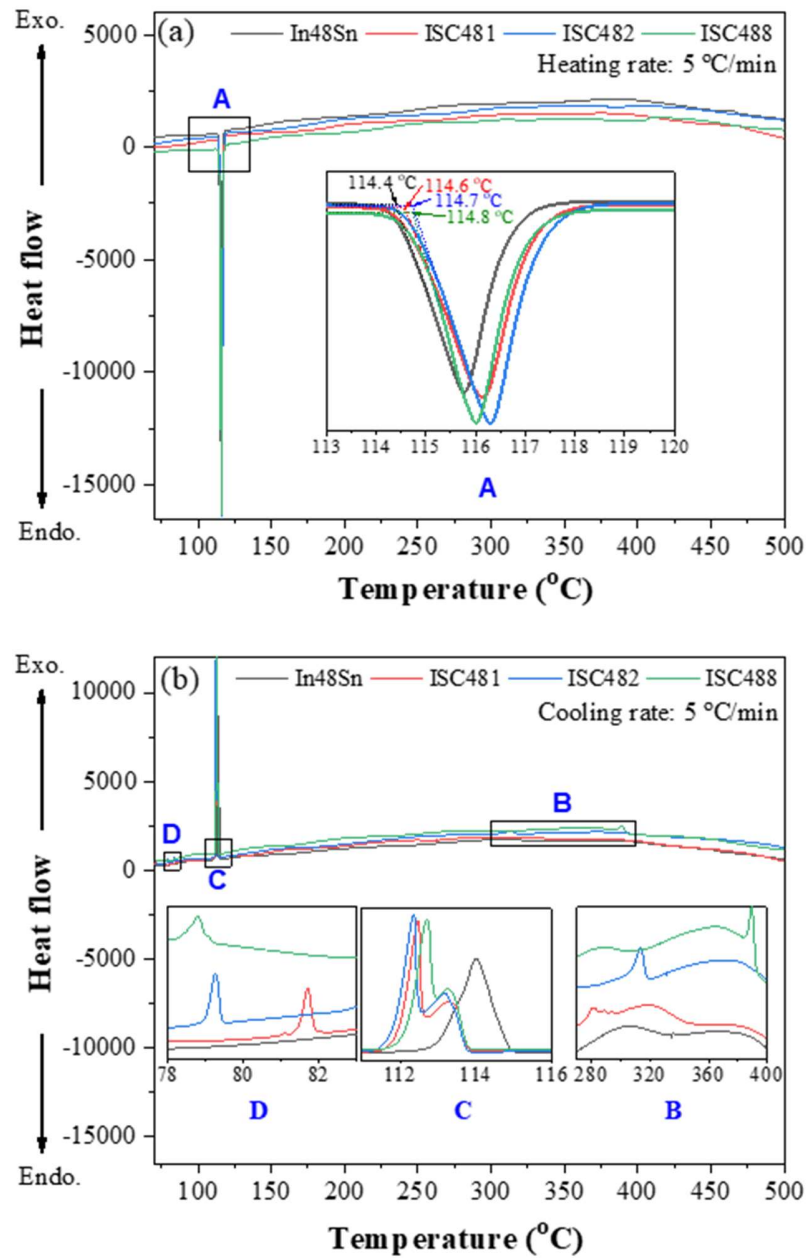 Exo.
(a)
In48Sn ISC481 ISC482 ISC488
Heating rate: 5 °C/min
A
5000
0
-5000
-10000
-15000
Heat flow
Endo.
114.4 °C
114.6 °C
114.7 °C
114.8 °C
113 114 115 116 117 118 119 120
A
100 150 200 250 300 350 400 450 500
Temperature (°C)
Exo.
(b)
In48Sn ISC481 ISC482 ISC488
Cooling rate: 5 °C/min
10000
5000
0
-5000
-10000
-15000
Heat flow
Endo.
D
C
B
78 80 82
D
112 114 116
C
280 320 360 400
B
100 150 200 250 300 350 400 450 500
Temperature (°C)